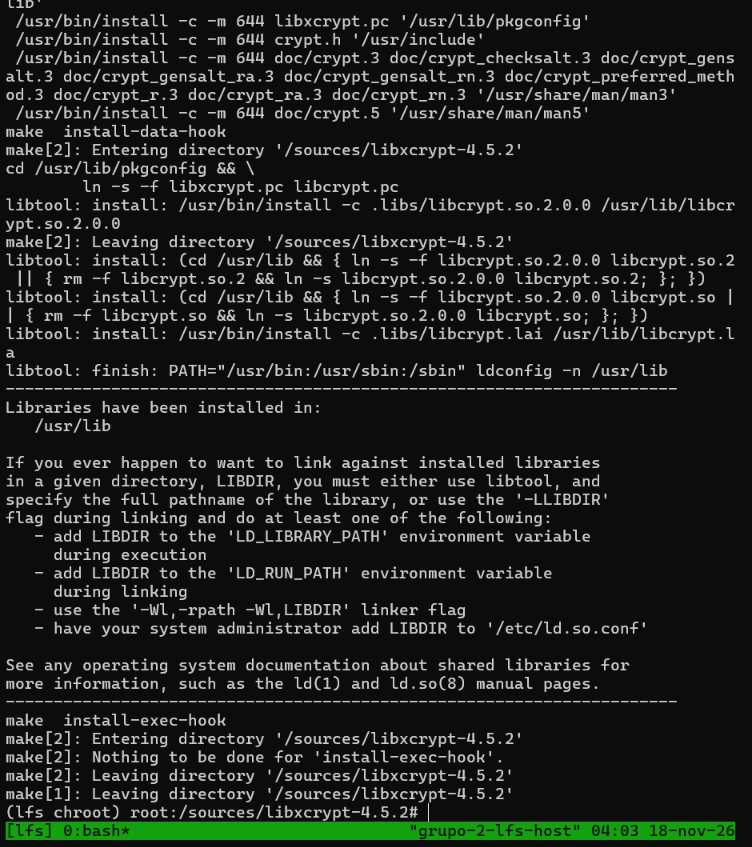 lib'
 /usr/bin/install -c -m 644 libxcrypt.pc '/usr/lib/pkgconfig'
 /usr/bin/install -c -m 644 crypt.h '/usr/include'
 /usr/bin/install -c -m 644 doc/crypt.3 doc/crypt_checksalt.3 doc/crypt_gens
alt.3 doc/crypt_gensalt_ra.3 doc/crypt_gensalt_rn.3 doc/crypt_preferred_meth
od.3 doc/crypt_r.3 doc/crypt_ra.3 doc/crypt_rn.3 '/usr/share/man/man3'
 /usr/bin/install -c -m 644 doc/crypt.5 '/usr/share/man/man5'
make  install-data-hook
make[2]: Entering directory '/sources/libxcrypt-4.5.2'
cd /usr/lib/pkgconfig && \
        ln -s -f libxcrypt.pc libcrypt.pc
libtool: install: /usr/bin/install -c .libs/libcrypt.so.2.0.0 /usr/lib/libcr
ypt.so.2.0.0
make[2]: Leaving directory '/sources/libxcrypt-4.5.2'
libtool: install: (cd /usr/lib && { ln -s -f libcrypt.so.2.0.0 libcrypt.so.2
 || { rm -f libcrypt.so.2 && ln -s libcrypt.so.2.0.0 libcrypt.so.2; }; })
libtool: install: (cd /usr/lib && { ln -s -f libcrypt.so.2.0.0 libcrypt.so |
| { rm -f libcrypt.so && ln -s libcrypt.so.2.0.0 libcrypt.so; }; })
libtool: install: /usr/bin/install -c .libs/libcrypt.lai /usr/lib/libcrypt.l
a
libtool: finish: PATH="/usr/bin:/usr/sbin:/sbin" ldconfig -n /usr/lib
----------------------------------------------------------------------
Libraries have been installed in:
   /usr/lib

If you ever happen to want to link against installed libraries
in a given directory, LIBDIR, you must either use libtool, and
specify the full pathname of the library, or use the '-LLIBDIR'
flag during linking and do at least one of the following:
   - add LIBDIR to the 'LD_LIBRARY_PATH' environment variable
     during execution
   - add LIBDIR to the 'LD_RUN_PATH' environment variable
     during linking
   - use the '-Wl,-rpath -Wl,LIBDIR' linker flag
   - have your system administrator add LIBDIR to '/etc/ld.so.conf'

See any operating system documentation about shared libraries for
more information, such as the ld(1) and ld.so(8) manual pages.
----------------------------------------------------------------------
make  install-exec-hook
make[2]: Entering directory '/sources/libxcrypt-4.5.2'
make[2]: Nothing to be done for 'install-exec-hook'.
make[2]: Leaving directory '/sources/libxcrypt-4.5.2'
make[1]: Leaving directory '/sources/libxcrypt-4.5.2'
(lfs chroot) root:/sources/libxcrypt-4.5.2#
[lfs] 0:bash*                             "grupo-2-lfs-host" 04:03 18-nov-26